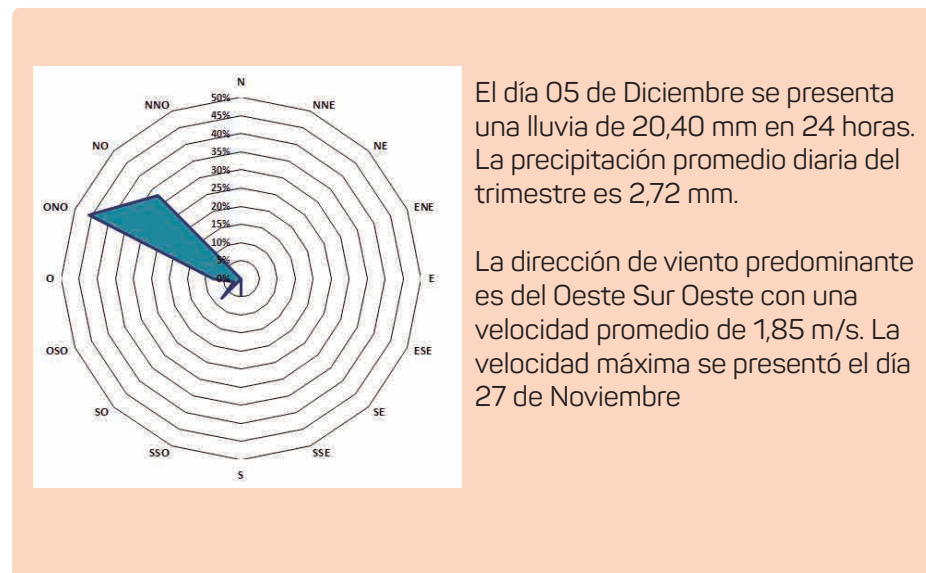 N
NNO
NNE
50%
45%
40%
35%
30%
25%
20%
15%
10%
5%
0%
NO
NE
ONO
ENE
O
E
OSO
ESE
SO
SE
SSO
SSE
S
El día 05 de Diciembre se presenta
una lluvia de 20,40 mm en 24 horas.
La precipitación promedio diaria del
trimestre es 2,72 mm.
La dirección de viento predominante
es del Oeste Sur Oeste con una
velocidad promedio de 1,85 m/s. La
velocidad máxima se presentó el día
27 de Noviembre